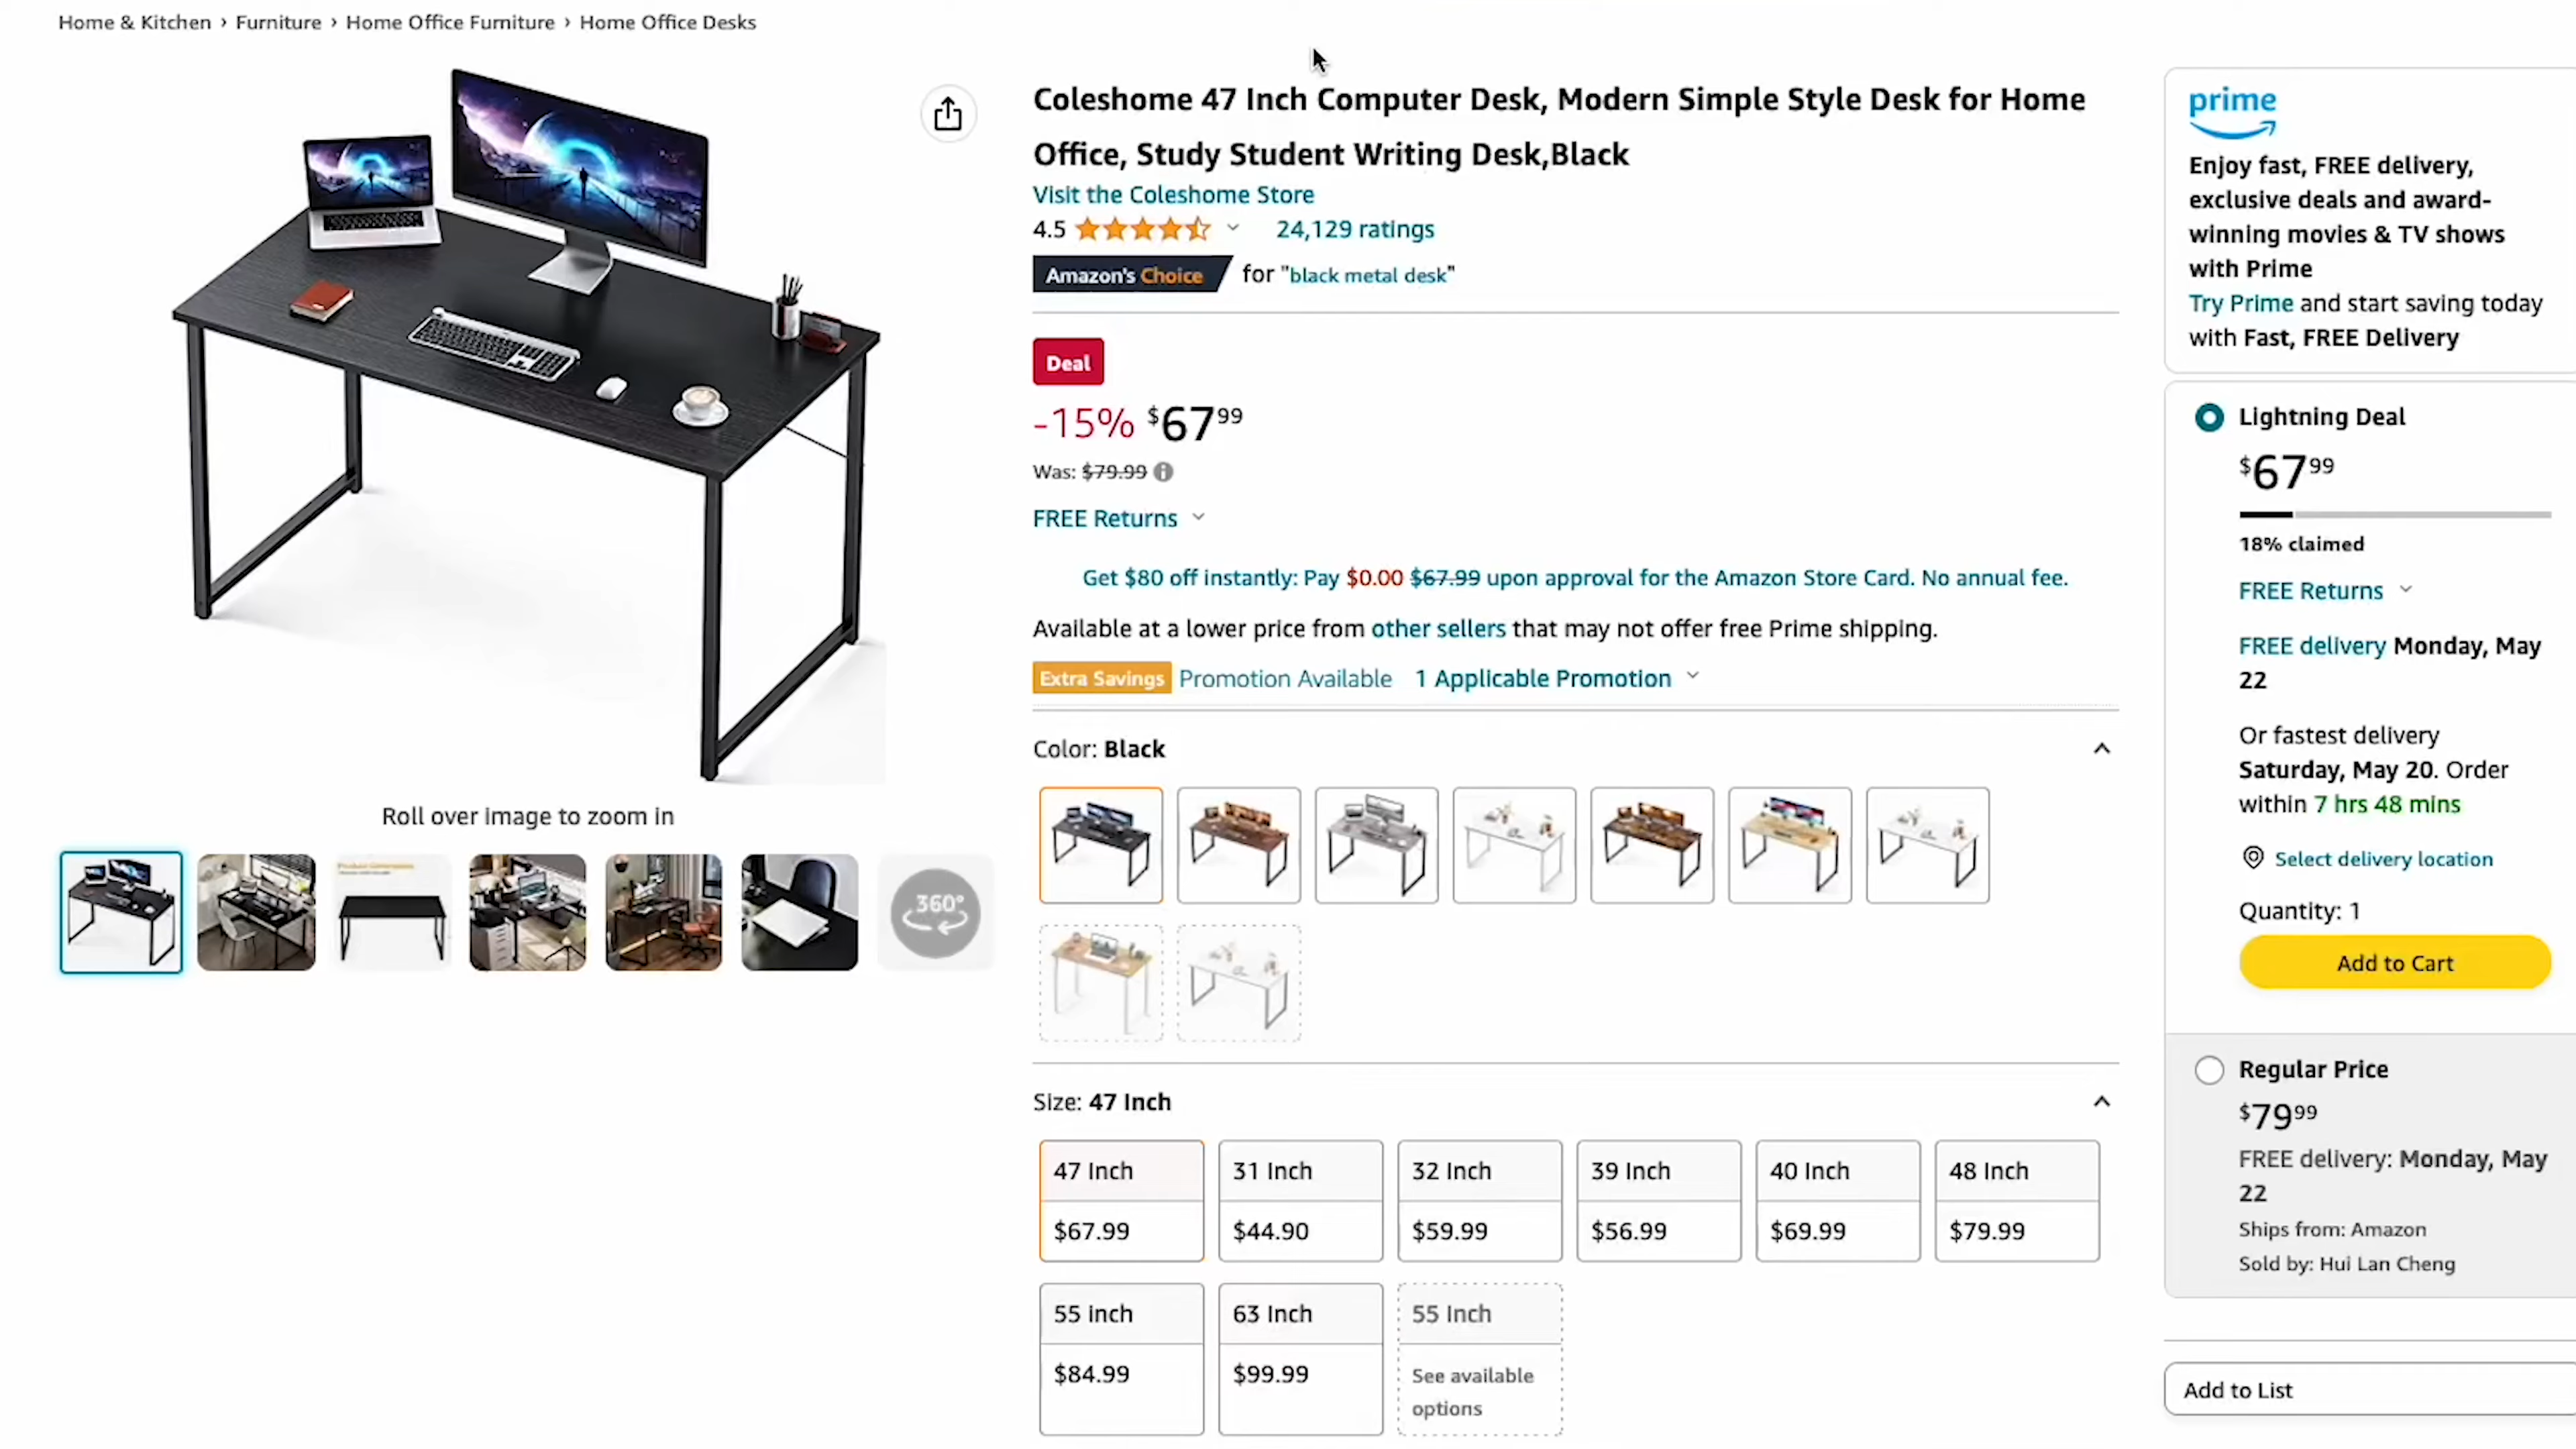 Home & Kitchen › Furniture › Home Office Furniture › Home Office Desks
Coleshome 47 Inch Computer Desk, Modern Simple Style Desk for Home
Office, Study Student Writing Desk,Black
Visit the Coleshome Store
4.5
24,129 ratings
Amazon's Choice for "black metal desk"
Deal
-15% $67.99
Was: $79.99
FREE Returns
Get $80 off instantly: Pay $0.00 $67.99 upon approval for the Amazon Store Card. No annual fee.
Available at a lower price from other sellers that may not offer free Prime shipping.
Extra Savings Promotion Available 1 Applicable Promotion
Roll over image to zoom in
360°
Color: Black
Size: 47 Inch
47 Inch
$67.99
31 Inch
$44.90
32 Inch
$59.99
39 Inch
$56.99
40 Inch
$69.99
48 Inch
$79.99
55 inch
$84.99
63 Inch
$99.99
55 Inch
See available
options
prime
Enjoy fast, FREE delivery,
exclusive deals and award-
winning movies & TV shows
with Prime
Try Prime and start saving today
with Fast, FREE Delivery
Lightning Deal
$67.99
18% claimed
FREE Returns
FREE delivery Monday, May
22
Or fastest delivery
Saturday, May 20. Order
within 7 hrs 48 mins
Select delivery location
Quantity: 1
Add to Cart
Regular Price
$79.99
FREE delivery: Monday, May
22
Ships from: Amazon
Sold by: Hui Lan Cheng
Add to List